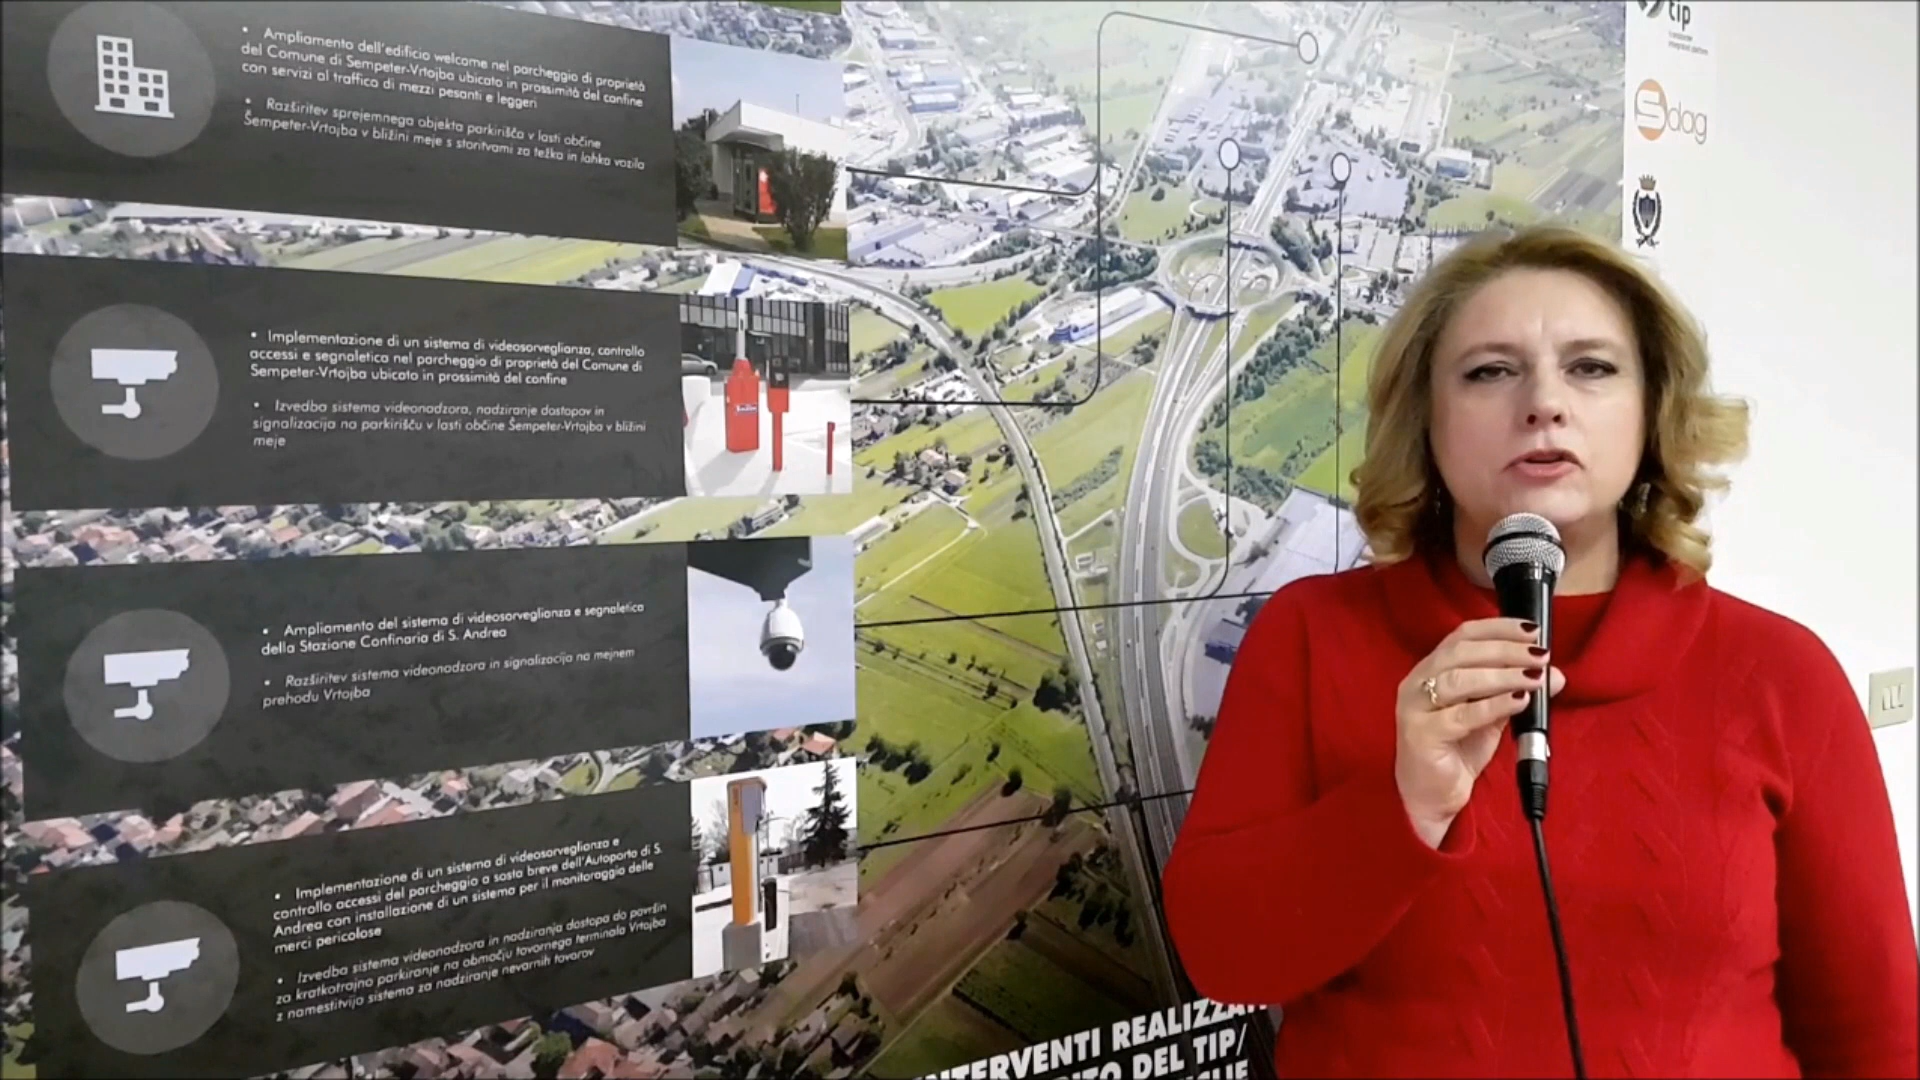 • Ampliamento dell'edificio welcome nel parcheggio di proprietà
del Comune di Sempeter-Vrtojba ubicato in prossimità del confine
con servizi al traffico di mezzi pesanti e leggeri
• Razširitev sprejemnega objekta parkirišča v lasti občine
Šempeter-Vrtojba v bližini meje s storitvami za težka in lahka vozila
• Implementazione di un sistema di videosorveglianza, controllo
accessi e segnaletica nel parcheggio di proprietà del Comune di
Sempeter-Vrtojba ubicato in prossimità del confine
• Izvedba sistema videonadzora, nadziranje dostopov in
signalizacija na parkirišču v lasti občine Šempeter-Vrtojba v bližini
meje
• Ampliamento del sistema di videosorveglianza e segnaletica
della Stazione Confinaria di S. Andrea
• Razširitev sistema videonadzora in signalizacija na mejnem
prehodu Vrtojba
• Implementazione di un sistema di videosorveglianza e
controllo accessi del parcheggio a sosta breve dell'Autoporto di S.
Andrea con installazione di un sistema per il monitoraggio delle
merci pericolose
• Izvedba sistema videonadzora in nadziranja dostopa do površin
za kratkotrajno parkiranje na območju tovornega terminala Vrtojba
z namestitvijo sistema za nadziranje nevarnih tovorov
tip
Sdag
DEL TIP/